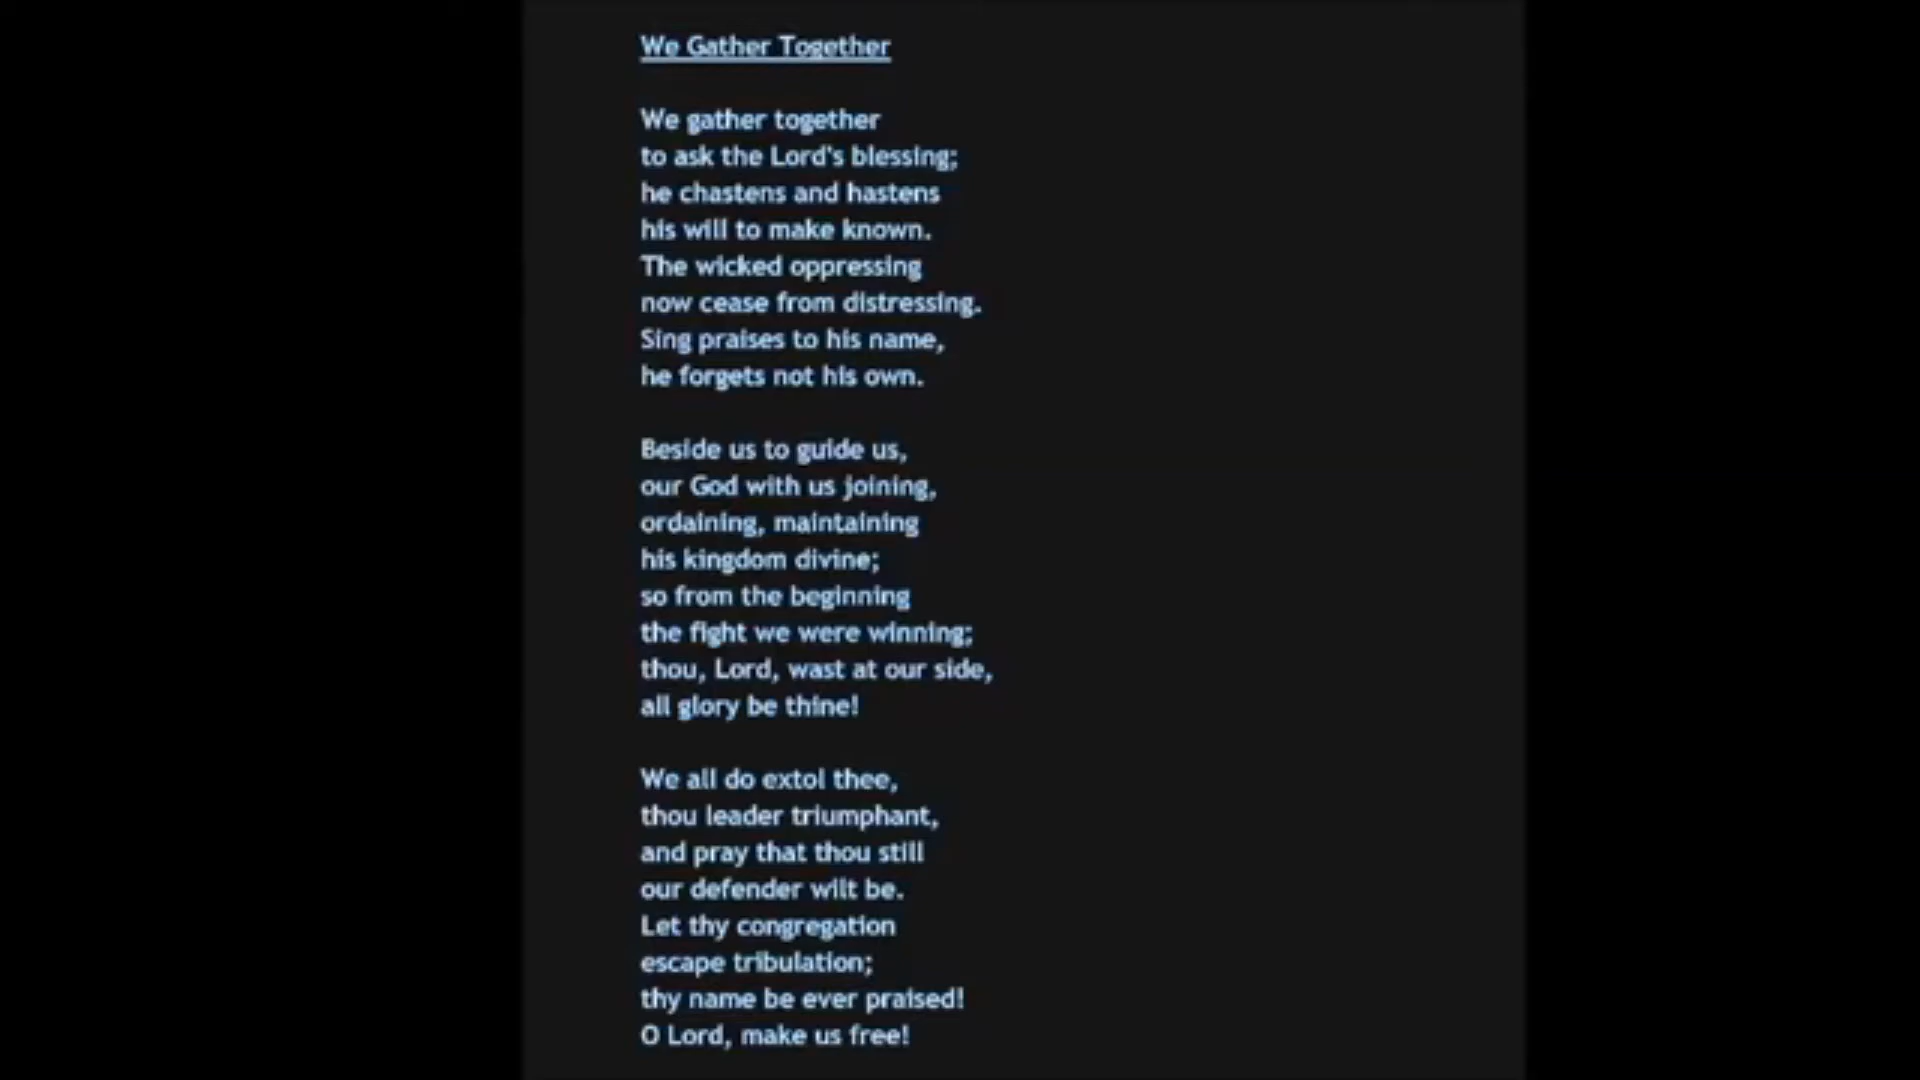 We Gather Together
We gather together
to ask the Lord's blessing;
he chastens and hastens
his will to make known.
The wicked oppressing
now cease from distressing.
Sing praises to his name,
he forgets not his own.
Beside us to guide us,
our God with us joining,
ordaining, maintaining
his kingdom divine;
so from the beginning
the fight we were winning;
thou, Lord, wast at our side,
all glory be thine!
We all do extol thee,
thou leader triumphant,
and pray that thou still
our defender wilt be.
Let thy congregation
escape tribulation;
thy name be ever praised!
O Lord, make us free!